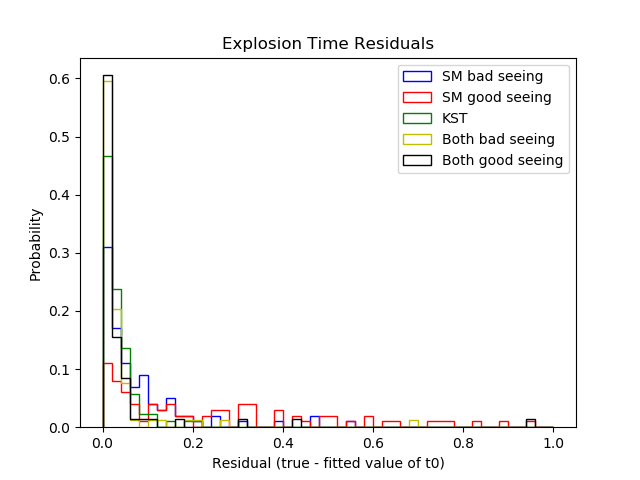 Explosion Time Residuals
SM bad seeing
SM good seeing
KST
Both bad seeing
Both good seeing
0.6
0.5
0.4
0.3
0.2
0.1
0.0
Probability
0.0 0.2 0.4 0.6 0.8 1.0
Residual (true - fitted value of t0)